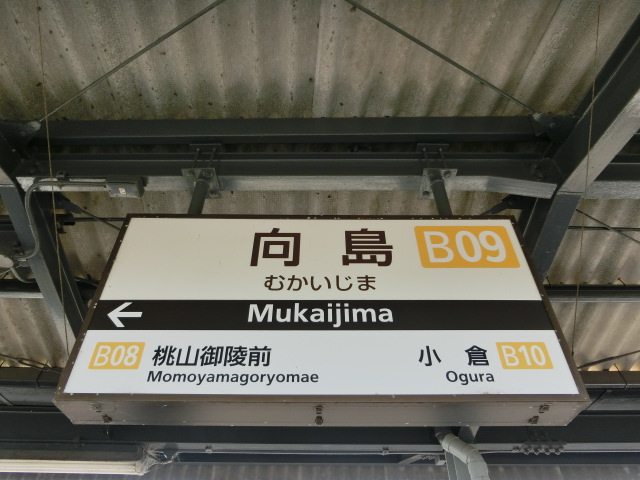 向島 B09
むかいじま
← Mukaijima
B08 桃山御陵前 小倉 B10
Momoyamagoryomae Ogura